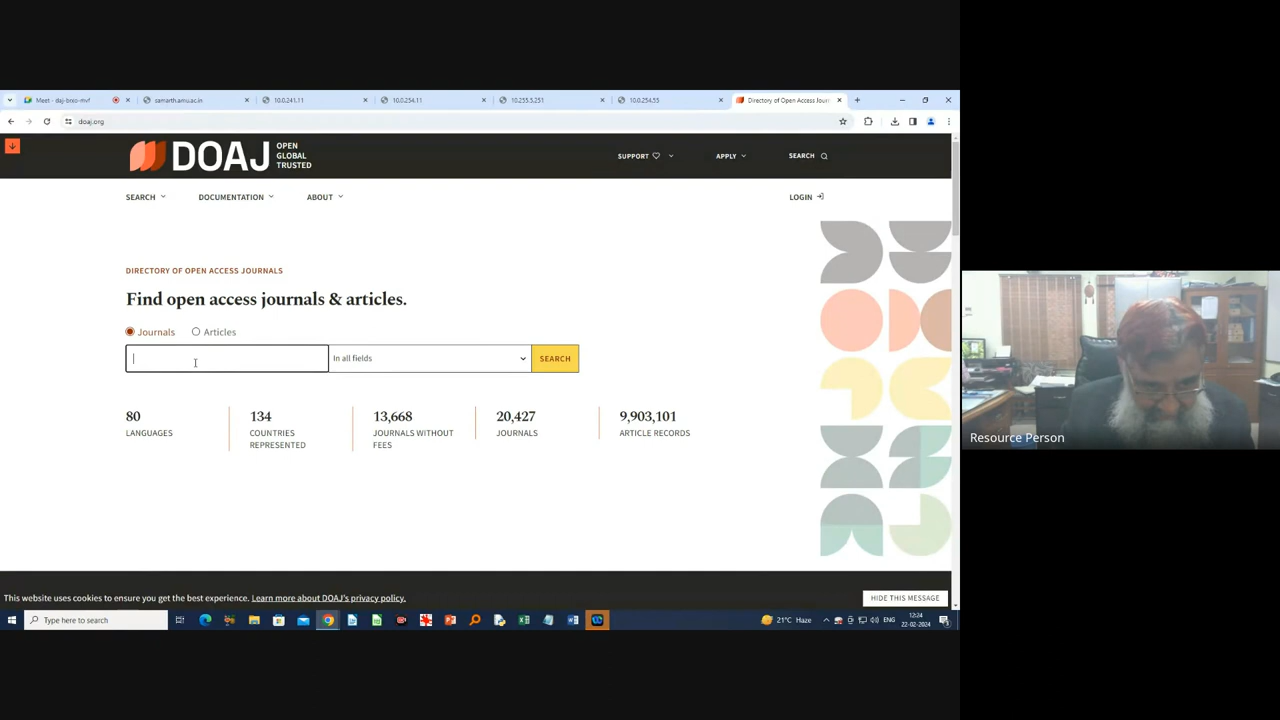 Meet - daj-bxxo-mvf
samarth.amu.ac.in
10.0.241.11
10.0.254.11
10.255.5.251
10.0.254.55
Directory of Open Access Journ
doaj.org
DOAJ
OPEN
GLOBAL
TRUSTED
SUPPORT
APPLY
SEARCH
SEARCH
DOCUMENTATION
ABOUT
LOGIN
DIRECTORY OF OPEN ACCESS JOURNALS
Find open access journals & articles.
Journals
Articles
In all fields
SEARCH
80
LANGUAGES
134
COUNTRIES
REPRESENTED
13,668
JOURNALS WITHOUT
FEES
20,427
JOURNALS
9,903,101
ARTICLE RECORDS
Resource Person
This website uses cookies to ensure you get the best experience. Learn more about DOAJ's privacy policy.
HIDE THIS MESSAGE
Type here to search
21°C Haze
ENG
12:24
22-02-2024